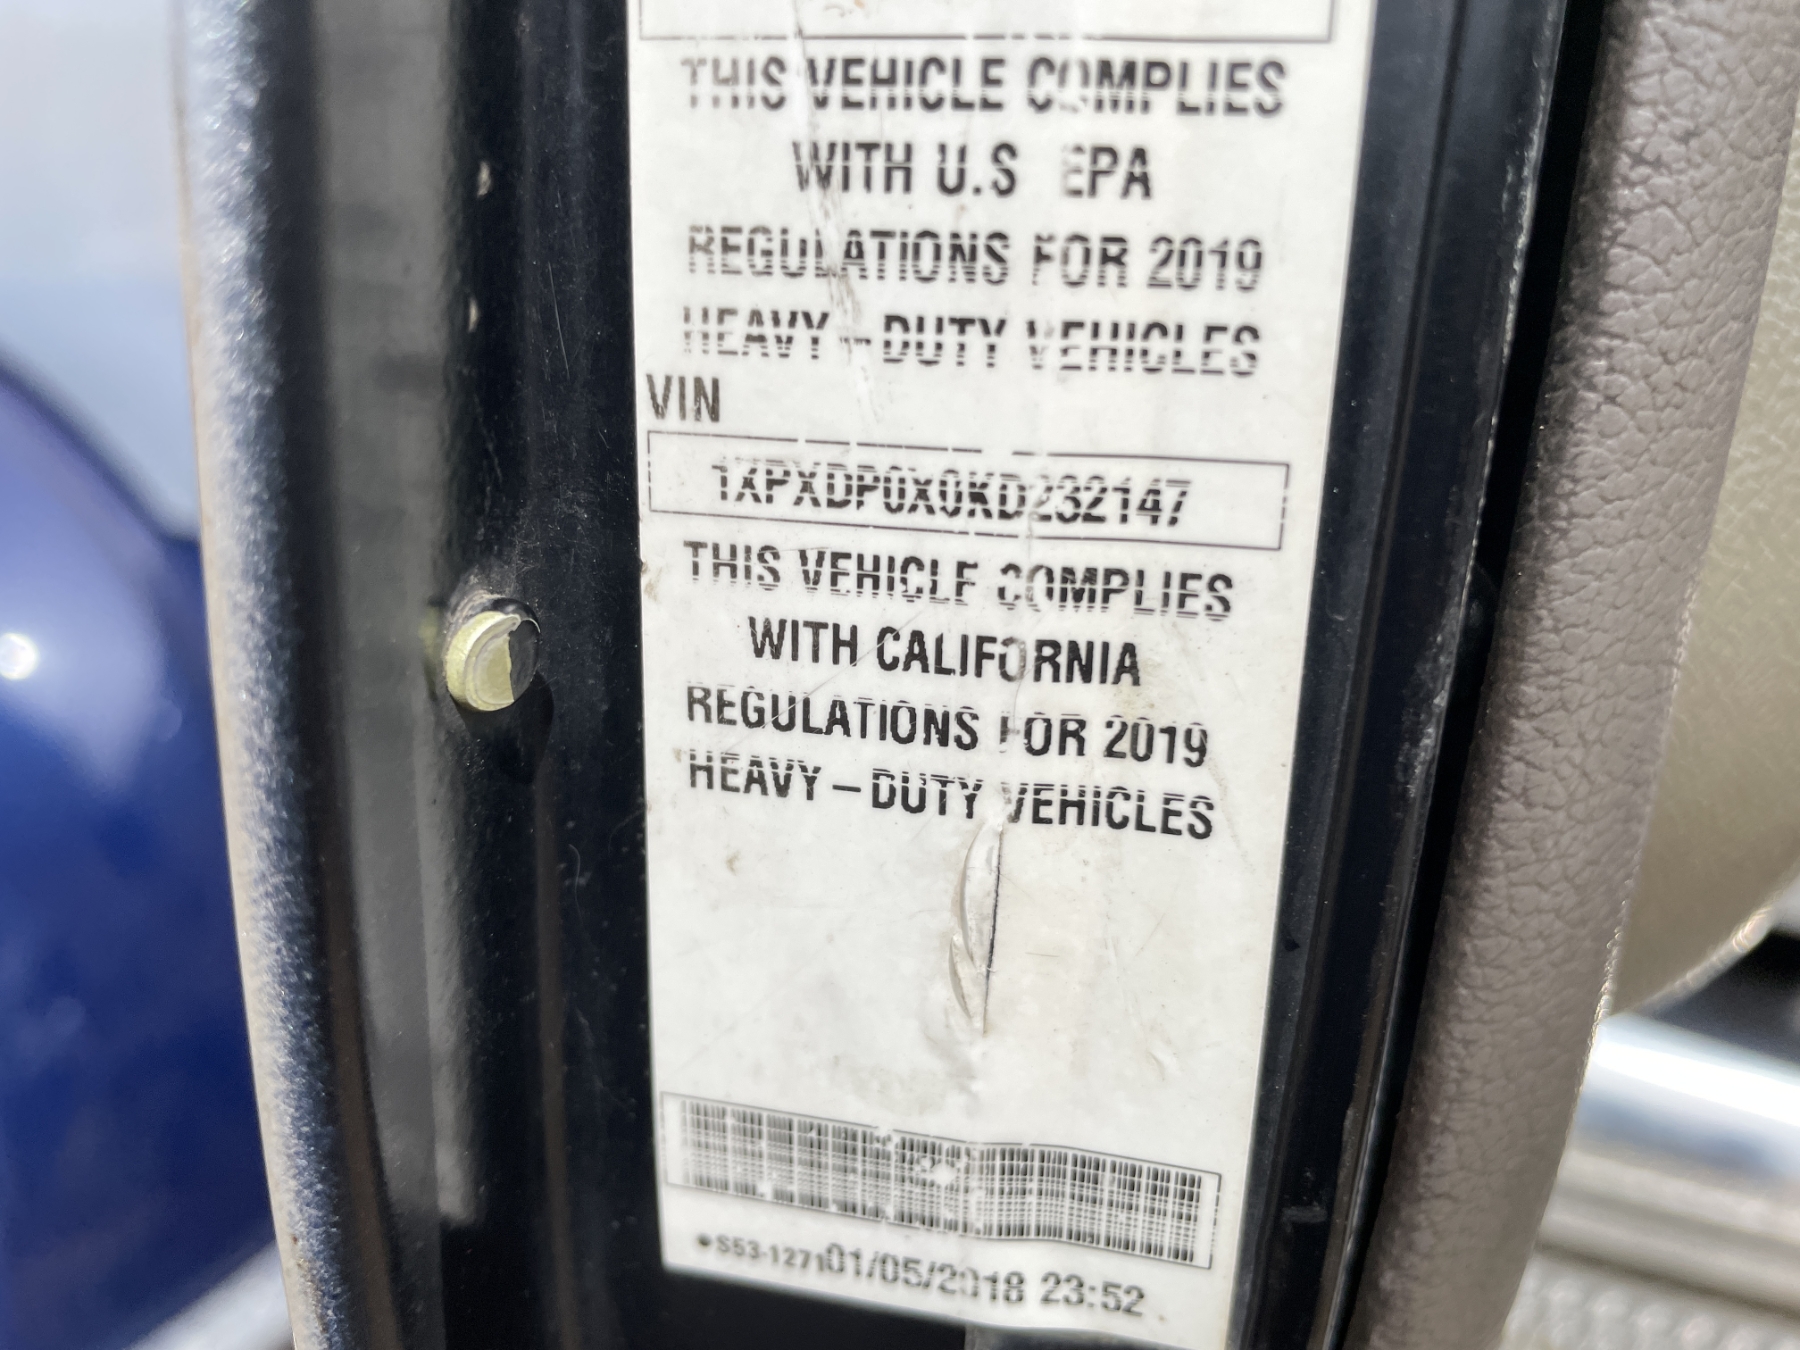 THIS VEHICLE COMPLIES
WITH U.S EPA
REGULATIONS FOR 2019
HEAVY-DUTY VEHICLES
VIN
1XPXDP0X0KD232147
THIS VEHICLE COMPLIES
WITH CALIFORNIA
REGULATIONS FOR 2019
HEAVY-DUTY VEHICLES
•S53-1271 01/05/2018 23:52